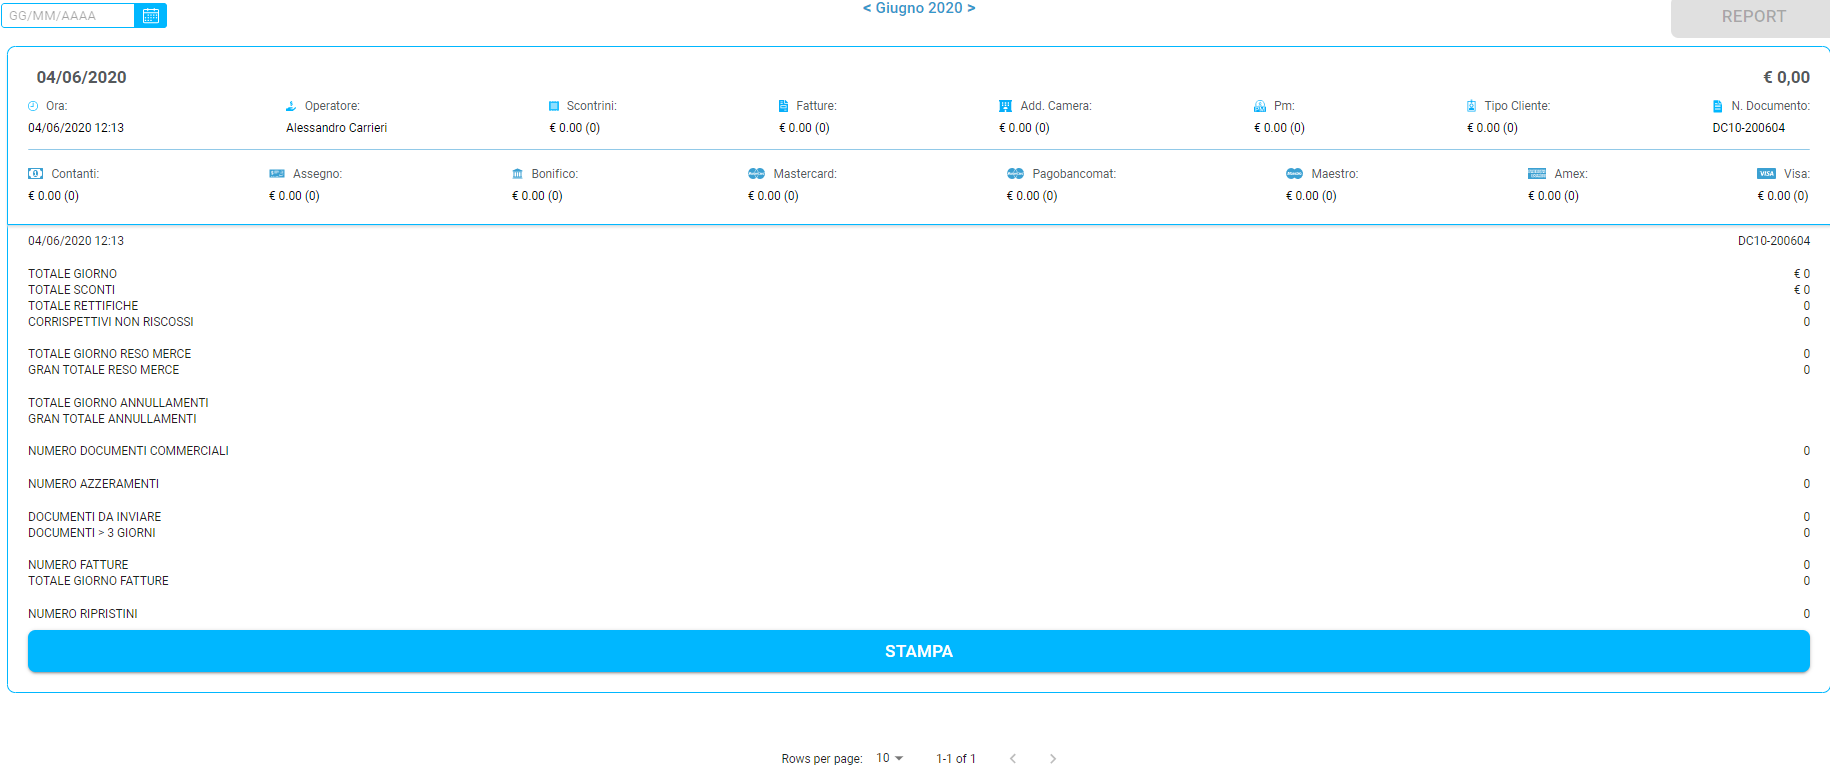 GG/MM/AAAA
< Giugno 2020 >
REPORT
04/06/2020 € 0,00
Ora: Operatore: Scontrini: Fatture: Add. Camera: Pm: Tipo Cliente: N. Documento:
04/06/2020 12:13 Alessandro Carrieri € 0.00 (0) € 0.00 (0) € 0.00 (0) € 0.00 (0) € 0.00 (0) DC10-200604
Contanti: Assegno: Bonifico: Mastercard: Pagobancomat: Maestro: Amex: VISA Visa:
€ 0.00 (0) € 0.00 (0) € 0.00 (0) € 0.00 (0) € 0.00 (0) € 0.00 (0) € 0.00 (0) € 0.00 (0)
04/06/2020 12:13 DC10-200604
TOTALE GIORNO € 0
TOTALE SCONTI € 0
TOTALE RETTIFICHE 0
CORRISPETTIVI NON RISCOSSI 0
TOTALE GIORNO RESO MERCE 0
GRAN TOTALE RESO MERCE 0
TOTALE GIORNO ANNULLAMENTI
GRAN TOTALE ANNULLAMENTI
NUMERO DOCUMENTI COMMERCIALI 0
NUMERO AZZERAMENTI 0
DOCUMENTI DA INVIARE 0
DOCUMENTI > 3 GIORNI 0
NUMERO FATTURE 0
TOTALE GIORNO FATTURE 0
NUMERO RIPRISTINI 0
STAMPA
Rows per page: 10 1-1 of 1